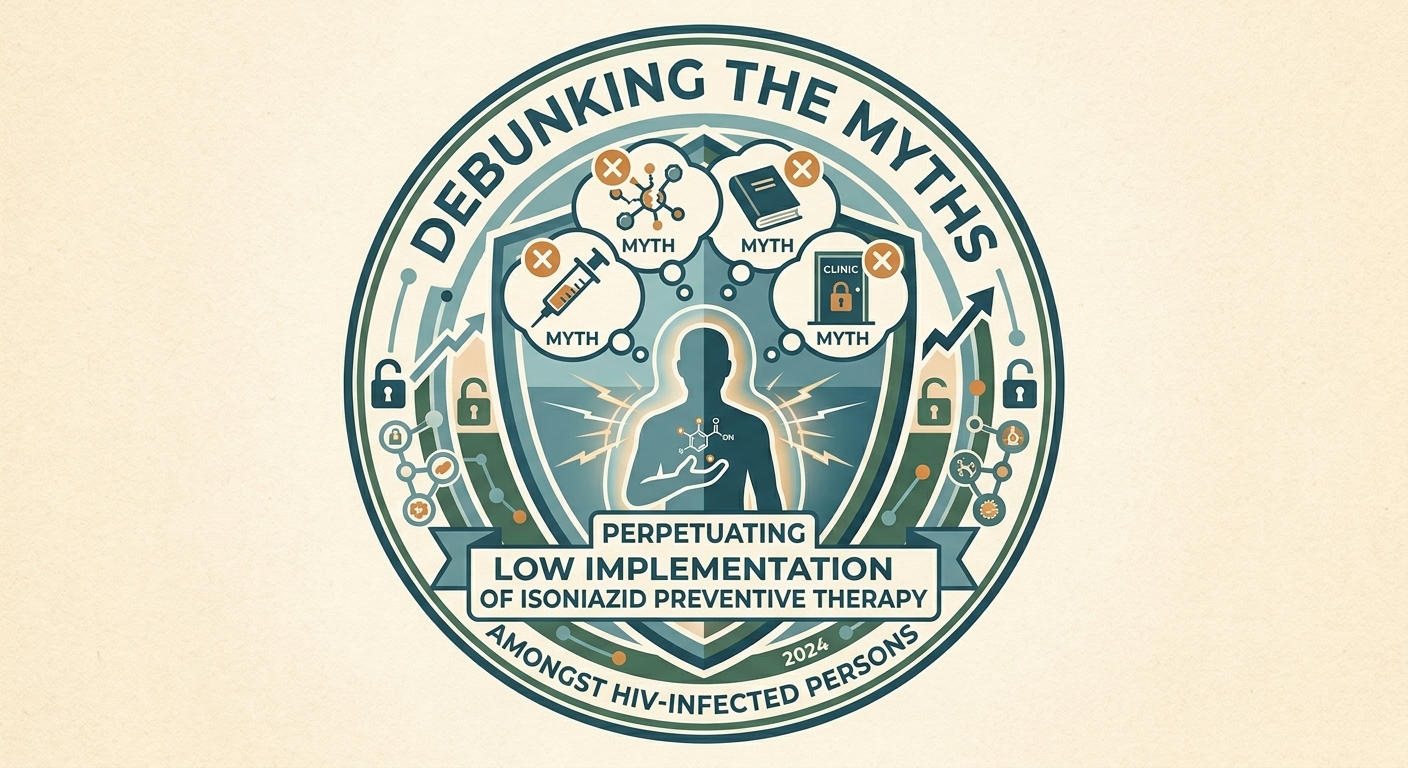 DEBUNKING THE MYTHS
MYTH
MYTH
CLINIC
MYTH
MYTH
PERPETUATING
LOW IMPLEMENTATION
OF ISONIAZID PREVENTIVE THERAPY
2024
AMONGST HIV-INFECTED PERSONS